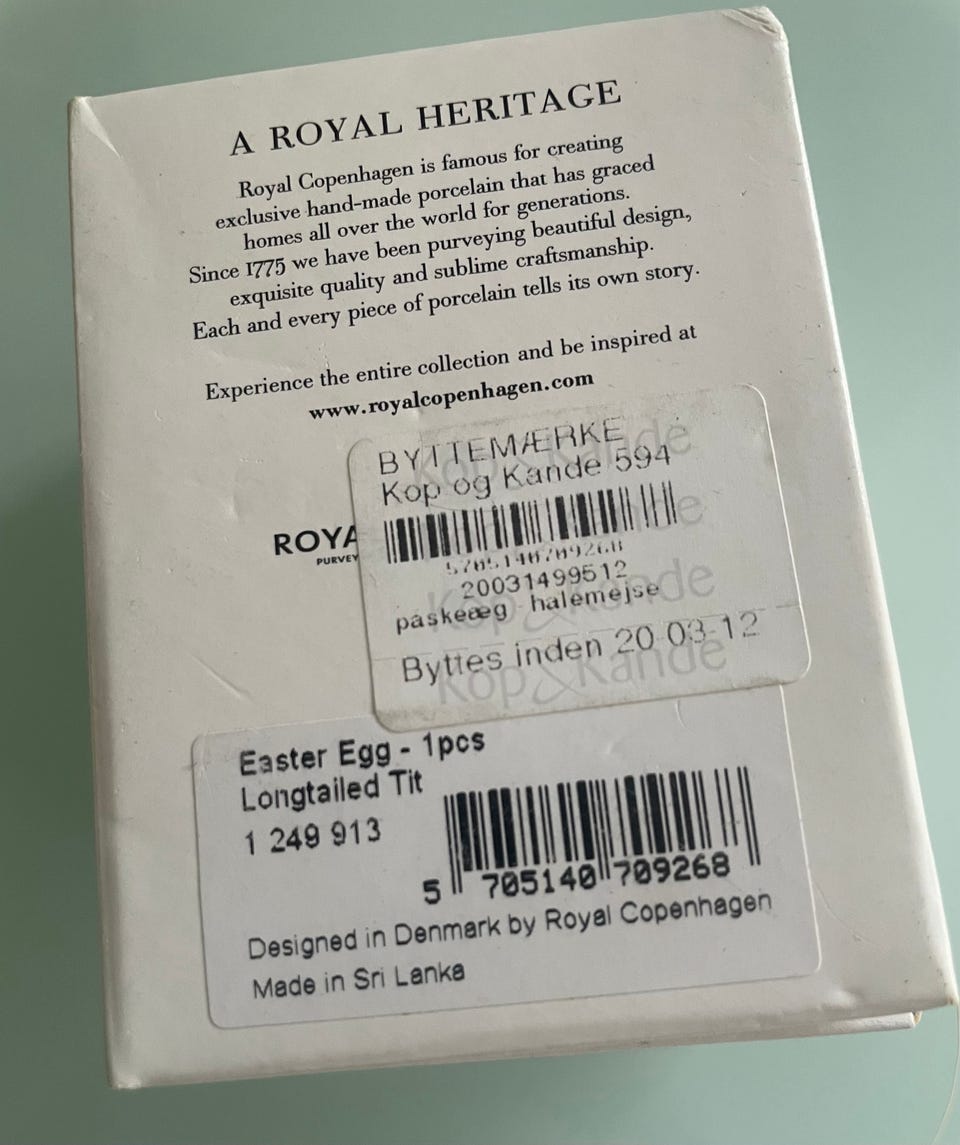 A ROYAL HERITAGE
Royal Copenhagen is famous for creating
exclusive hand-made porcelain that has graced
homes all over the world for generations.
Since 1775 we have been purveying beautiful design,
exquisite quality and sublime craftsmanship.
Each and every piece of porcelain tells its own story.
Experience the entire collection and be inspired at
www.royalcopenhagen.com
ROYA
PURVEY
BYTTEMÆRKE
Kop og Kande 594
5705140709268
20031499512
påskeæg halemejse
Byttes inden 20-03-12
Kop & Kande
Easter Egg - 1pcs
Longtailed Tit
1 249 913
5 705140 709268
Designed in Denmark by Royal Copenhagen
Made in Sri Lanka